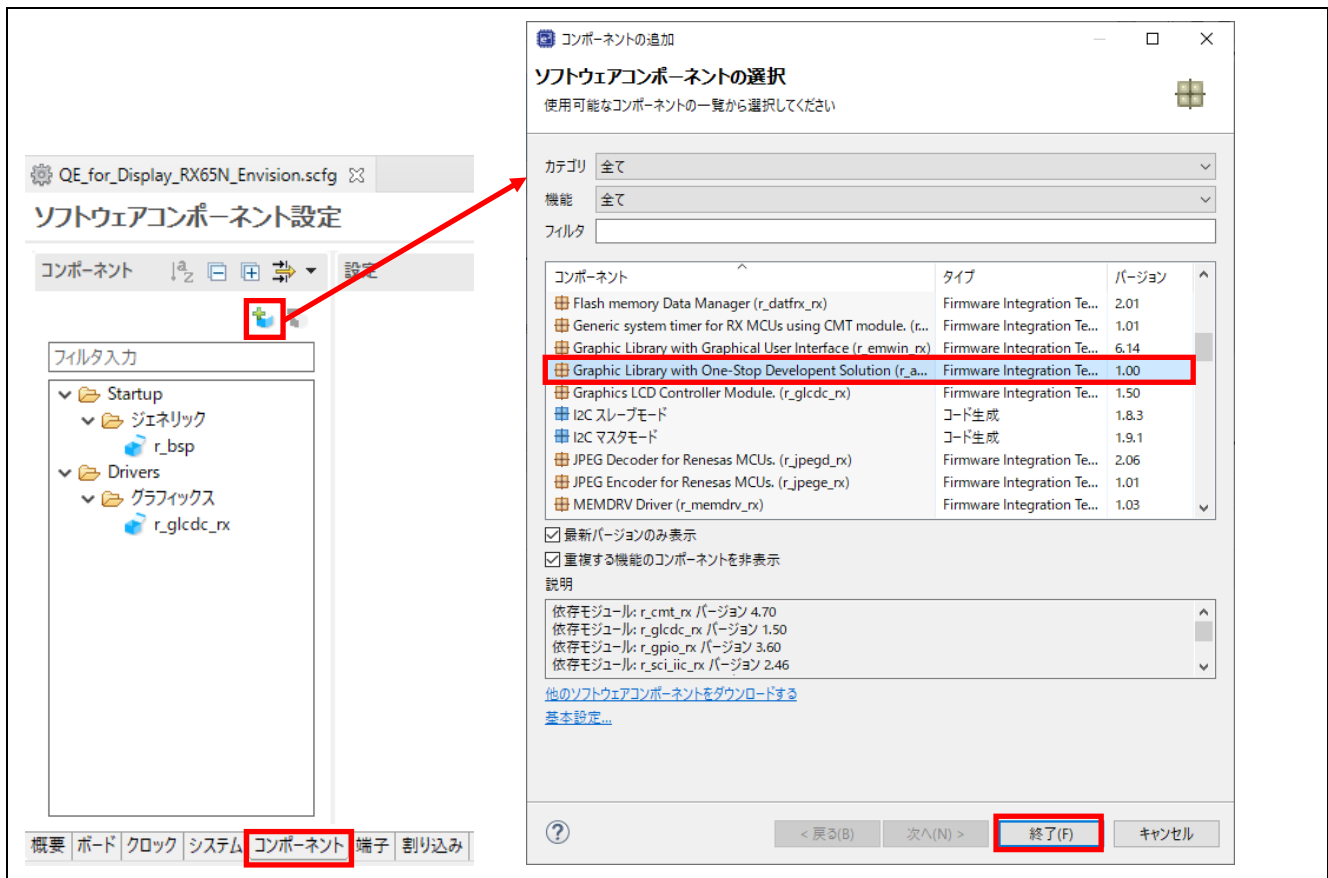 QE_for_Display_RX65N_Envision.scfg
ソフトウェアコンポーネント設定
コンポーネント
設定
フィルタ入力
Startup
ジェネリック
r_bsp
Drivers
グラフィックス
r_glcdc_rx
概要 ボード クロック システム コンポーネント 端子 割り込み
コンポーネントの追加
ソフトウェアコンポーネントの選択
使用可能なコンポーネントの一覧から選択してください
カテゴリ 全て
機能 全て
フィルタ
コンポーネント タイプ バージョン
Flash memory Data Manager (r_datfrx_rx) Firmware Integration Te... 2.01
Generic system timer for RX MCUs using CMT module. (r... Firmware Integration Te... 1.01
Graphic Library with Graphical User Interface (r_emwin_rx) Firmware Integration Te... 6.14
Graphic Library with One-Stop Developent Solution (r_a... Firmware Integration Te... 1.00
Graphics LCD Controller Module. (r_glcdc_rx) Firmware Integration Te... 1.50
I2C スレーブモード コード生成 1.8.3
I2C マスタモード コード生成 1.9.1
JPEG Decoder for Renesas MCUs. (r_jpegd_rx) Firmware Integration Te... 2.06
JPEG Encoder for Renesas MCUs. (r_jpege_rx) Firmware Integration Te... 1.01
MEMDRV Driver (r_memdrv_rx) Firmware Integration Te... 1.03
最新バージョンのみ表示
重複する機能のコンポーネントを非表示
説明
依存モジュール: r_cmt_rx バージョン 4.70
依存モジュール: r_glcdc_rx バージョン 1.50
依存モジュール: r_gpio_rx バージョン 3.60
依存モジュール: r_sci_iic_rx バージョン 2.46
他のソフトウェアコンポーネントをダウンロードする
基本設定...
< 戻る(B) 次へ(N) > 終了(F) キャンセル